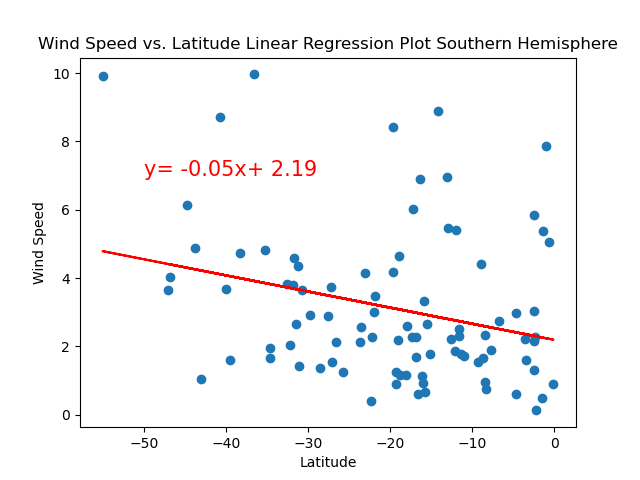 Wind Speed vs. Latitude Linear Regression Plot Southern Hemisphere
10
8
y= -0.05x+ 2.19
6
Wind Speed
4
2
0
−50 −40 −30 −20 −10 0
Latitude